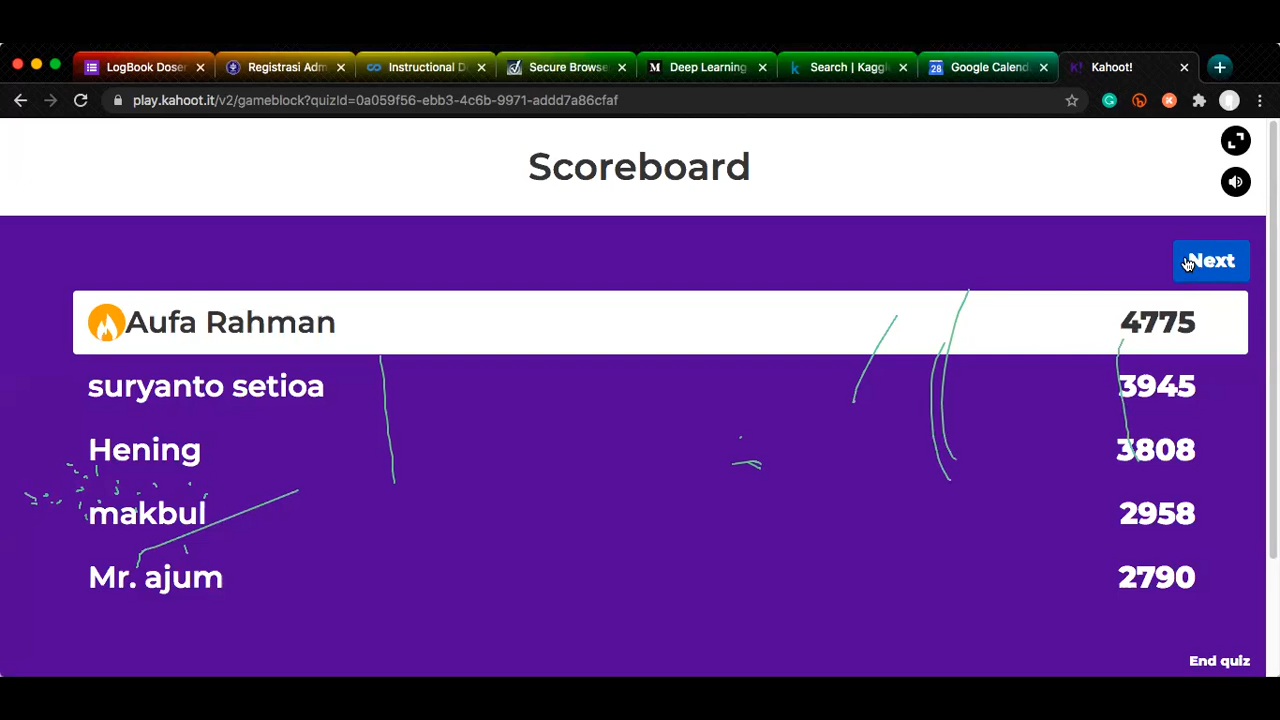 LogBook Doser
Registrasi Adm
Instructional D
Secure Browse
Deep Learning
Search | Kaggl
Google Calend
Kahoot!
play.kahoot.it/v2/gameblock?quizId=0a059f56-ebb3-4c6b-9971-addd7a86cfaf
Scoreboard
Next
Aufa Rahman 4775
suryanto setioa 3945
Hening 3808
makbul 2958
Mr. ajum 2790
End quiz